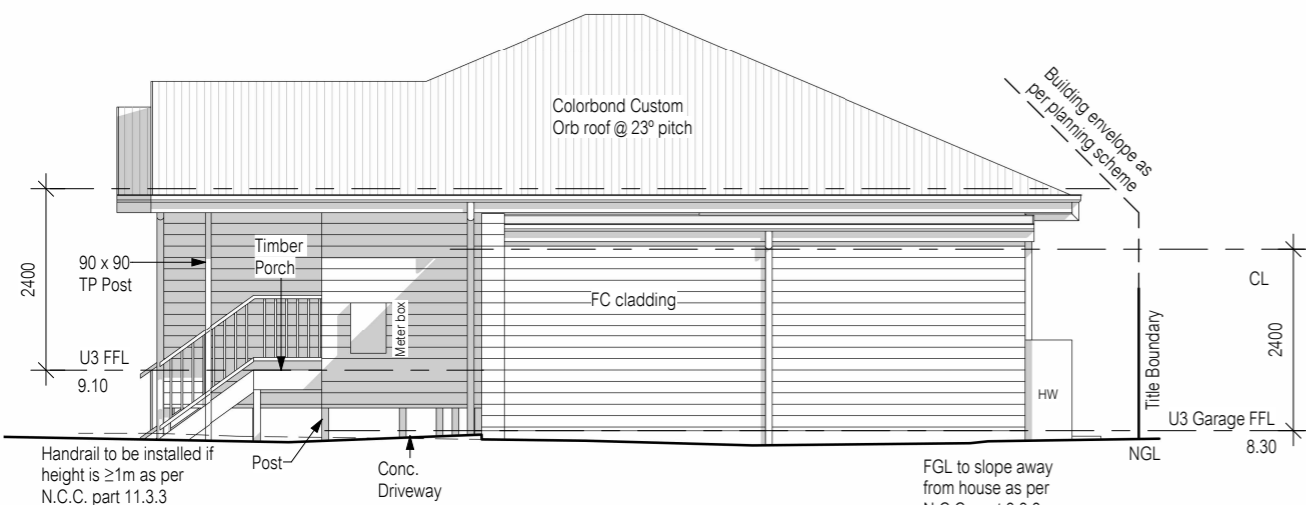 Colorbond Custom
Orb roof @ 23º pitch
Building envelope as
per planning scheme
2400
90 x 90
TP Post
Timber
Porch
Meter box
FC cladding
CL
2400
Title Boundary
HW
U3 FFL
9.10
U3 Garage FFL
8.30
NGL
Handrail to be installed if
height is ≥1m as per
N.C.C. part 11.3.3
Post
Conc.
Driveway
FGL to slope away
from house as per